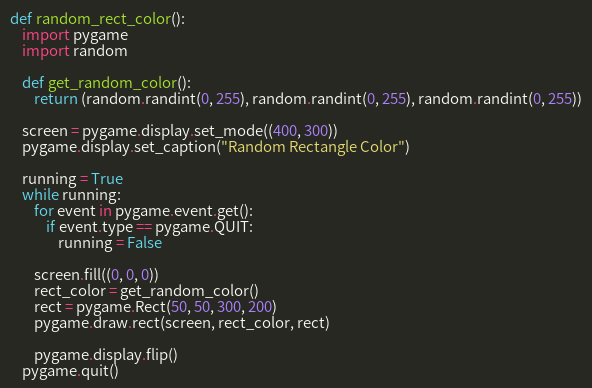 def random_rect_color():
    import pygame
    import random

    def get_random_color():
        return (random.randint(0, 255), random.randint(0, 255), random.randint(0, 255))

    screen = pygame.display.set_mode((400, 300))
    pygame.display.set_caption("Random Rectangle Color")

    running = True
    while running:
        for event in pygame.event.get():
            if event.type == pygame.QUIT:
                running = False

        screen.fill((0, 0, 0))
        rect_color = get_random_color()
        rect = pygame.Rect(50, 50, 300, 200)
        pygame.draw.rect(screen, rect_color, rect)

        pygame.display.flip()
    pygame.quit()